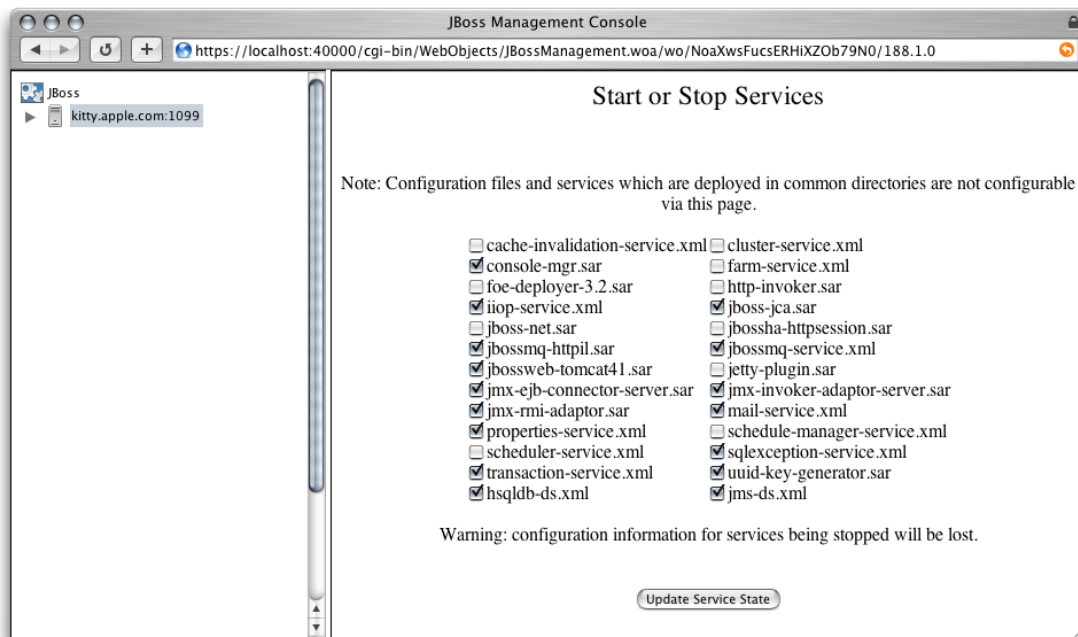 JBoss Management Console
https://localhost:40000/cgi-bin/WebObjects/JBossManagement.woa/wo/NoaXwsFucsERHiXZOb79N0/188.1.0
JBoss
kitty.apple.com:1099
Start or Stop Services
Note: Configuration files and services which are deployed in common directories are not configurable
via this page.
cache-invalidation-service.xml cluster-service.xml
console-mgr.sar farm-service.xml
foe-deployer-3.2.sar http-invoker.sar
iiop-service.xml jboss-jca.sar
jboss-net.sar jbossha-httpsession.sar
jbossmq-httpil.sar jbossmq-service.xml
jbossweb-tomcat41.sar jetty-plugin.sar
jmx-ejb-connector-server.sar jmx-invoker-adaptor-server.sar
jmx-rmi-adaptor.sar mail-service.xml
properties-service.xml schedule-manager-service.xml
scheduler-service.xml sqlexception-service.xml
transaction-service.xml uuid-key-generator.sar
hsqldb-ds.xml jms-ds.xml
Warning: configuration information for services being stopped will be lost.
Update Service State